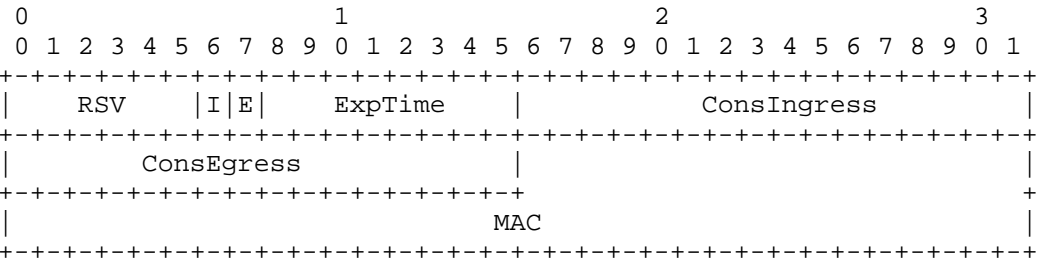 0                   1                   2                   3
 0 1 2 3 4 5 6 7 8 9 0 1 2 3 4 5 6 7 8 9 0 1 2 3 4 5 6 7 8 9 0 1
+-+-+-+-+-+-+-+-+-+-+-+-+-+-+-+-+-+-+-+-+-+-+-+-+-+-+-+-+-+-+-+-+
|    RSV    |I|E|    ExpTime    |           ConsIngress         |
+-+-+-+-+-+-+-+-+-+-+-+-+-+-+-+-+-+-+-+-+-+-+-+-+-+-+-+-+-+-+-+-+
|        ConsEgress             |                               |
+-+-+-+-+-+-+-+-+-+-+-+-+-+-+-+-+                               +
|                              MAC                              |
+-+-+-+-+-+-+-+-+-+-+-+-+-+-+-+-+-+-+-+-+-+-+-+-+-+-+-+-+-+-+-+-+